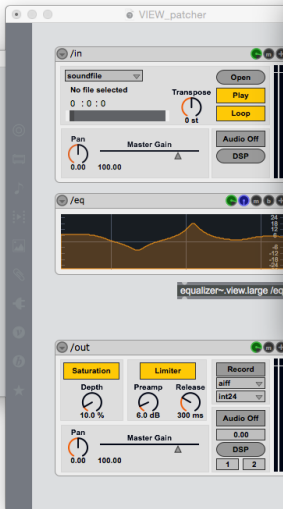 VIEW_patcher
/in
soundfile
Open
No file selected
Transpose
Play
0 : 0 : 0
Loop
0 st
Pan
Master Gain
Audio Off
DSP
0.00 100.00
/eq
24
18
12
6
-6
-12
-18
-24
equalizer~.view.large /eq
/out
Saturation
Limiter
Record
aiff
Depth
Preamp
Release
int24
10.0 %
6.0 dB
300 ms
Audio Off
Pan
Master Gain
0.00
DSP
0.00 100.00
1 2